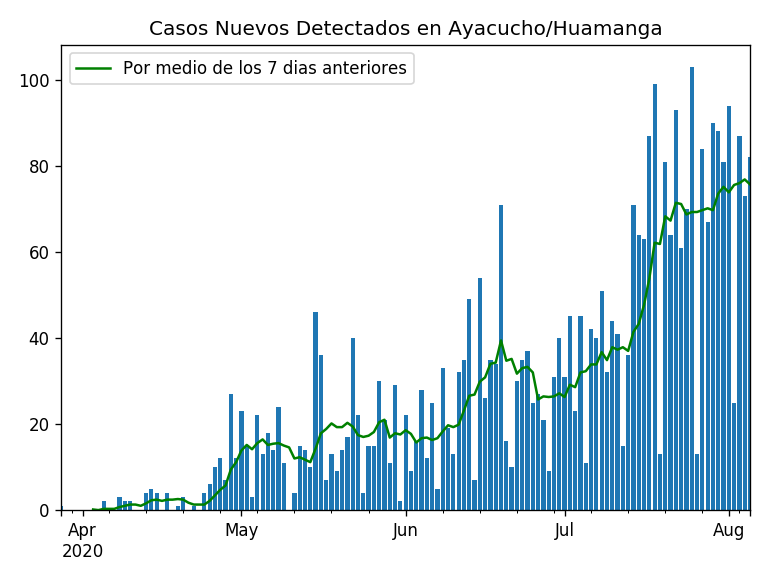 Casos Nuevos Detectados en Ayacucho/Huamanga
Por medio de los 7 dias anteriores
100
80
60
40
20
0
Apr May Jun Jul Aug
2020